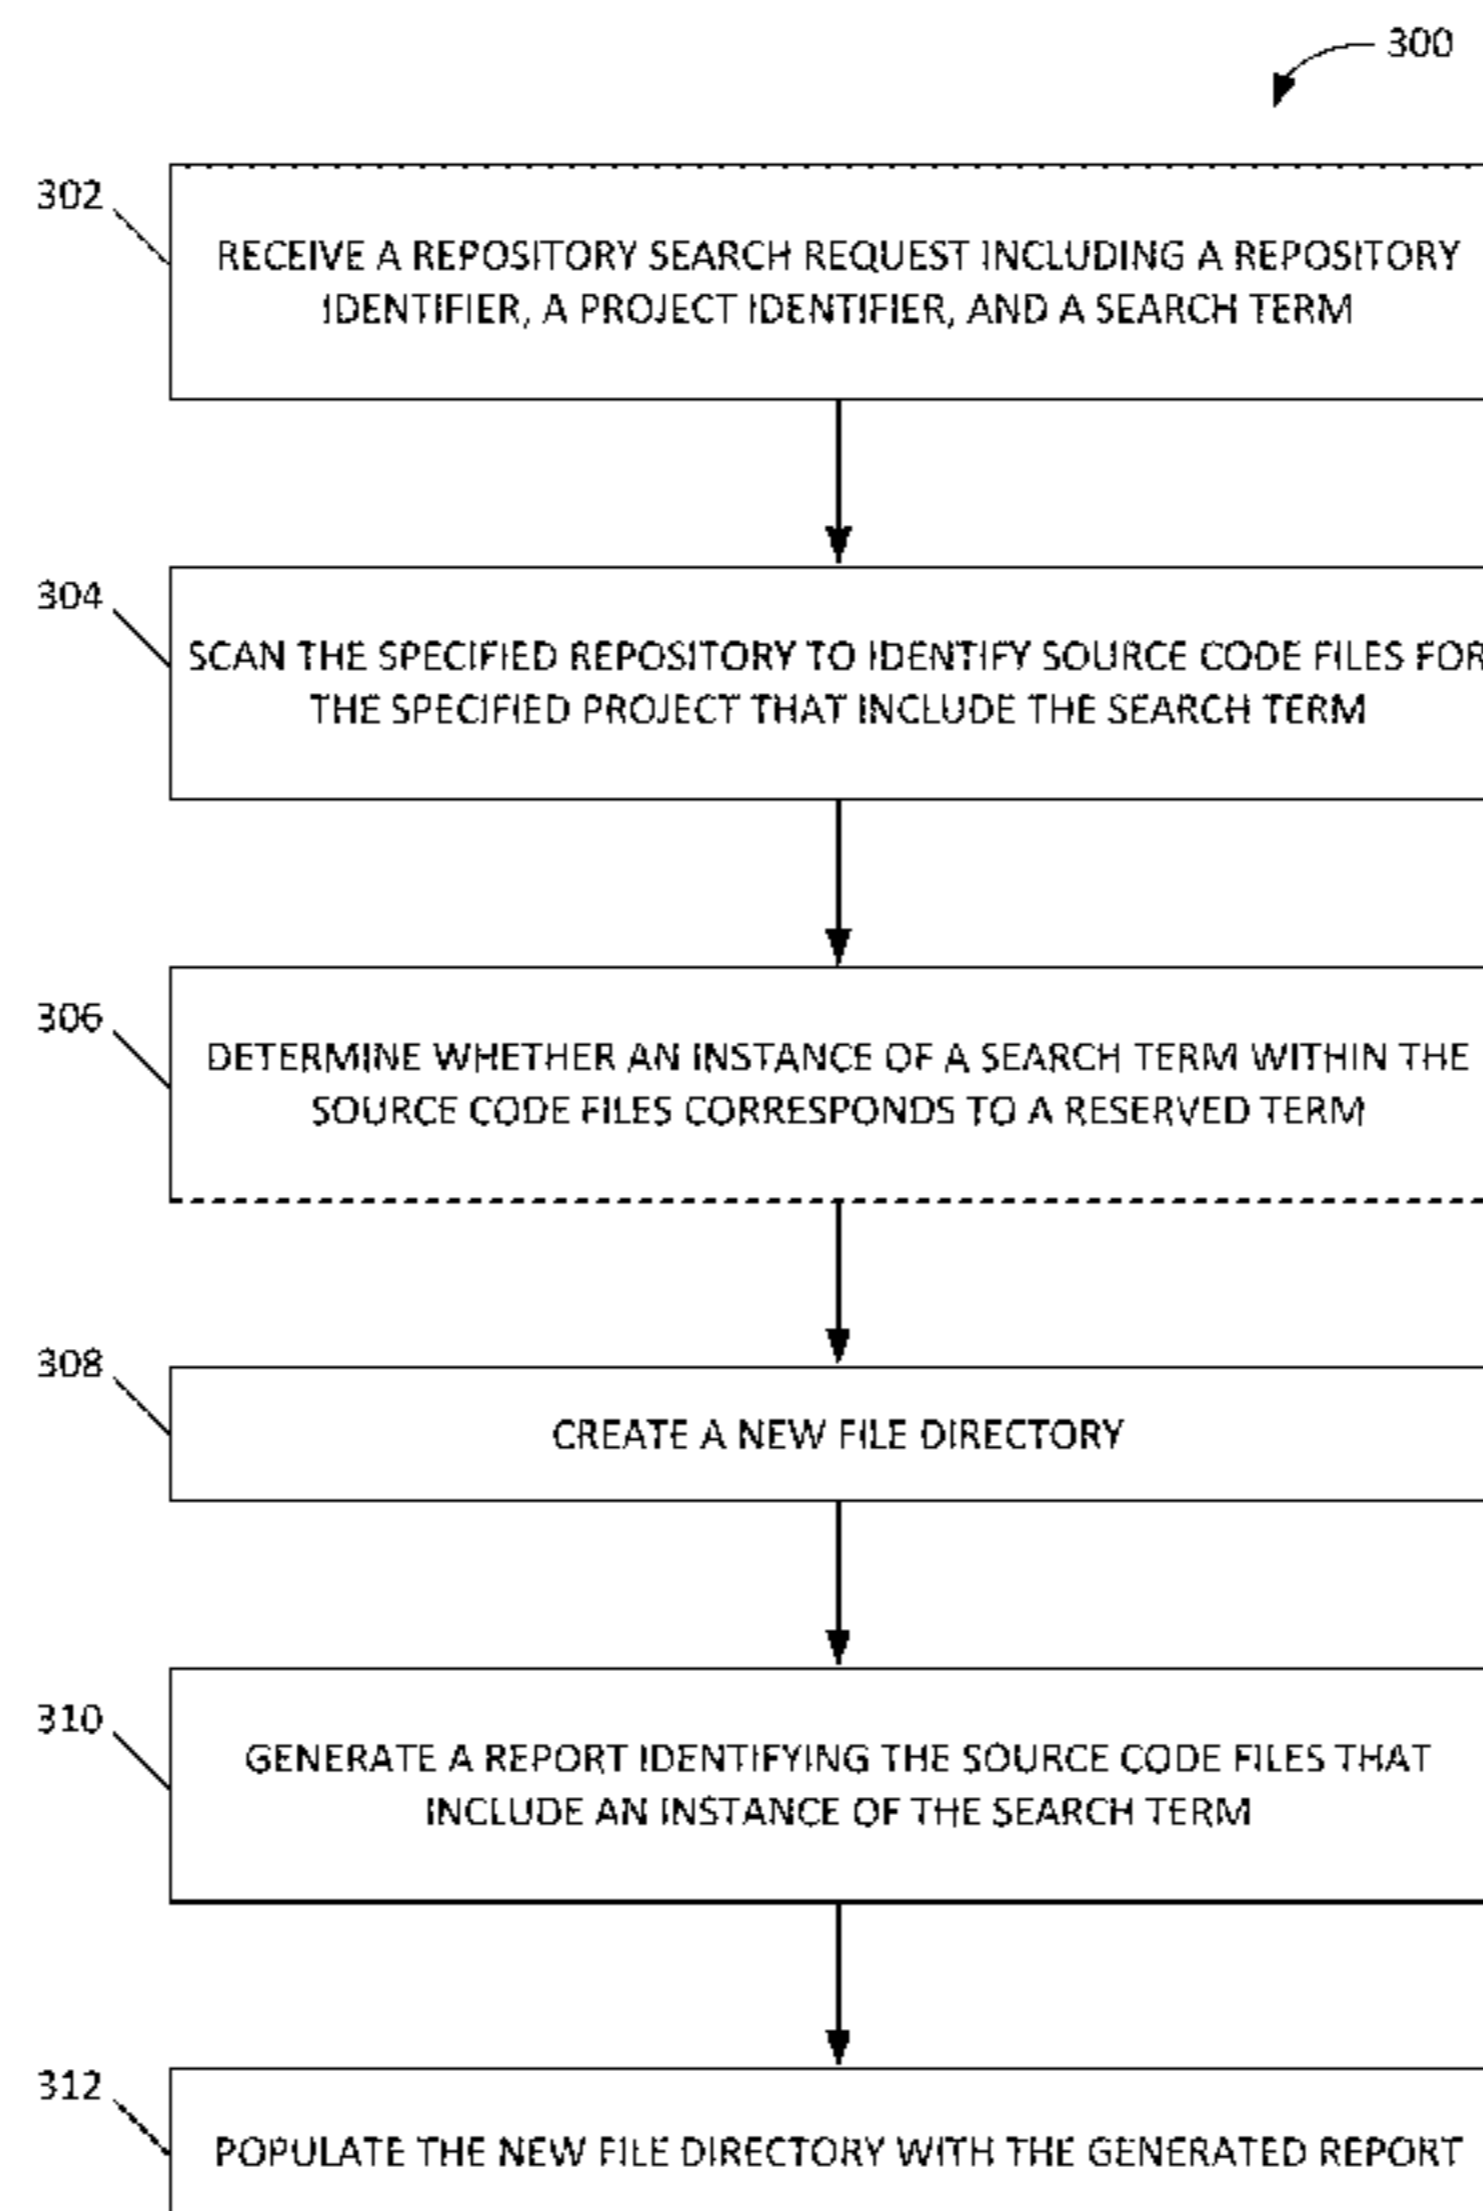 300
302
RECEIVE A REPOSITORY SEARCH REQUEST INCLUDING A REPOSITORY
IDENTIFIER, A PROJECT IDENTIFIER, AND A SEARCH TERM
304
SCAN THE SPECIFIED REPOSITORY TO IDENTIFY SOURCE CODE FILES FOR
THE SPECIFIED PROJECT THAT INCLUDE THE SEARCH TERM
306
DETERMINE WHETHER AN INSTANCE OF A SEARCH TERM WITHIN THE
SOURCE CODE FILES CORRESPONDS TO A RESERVED TERM
308
CREATE A NEW FILE DIRECTORY
310
GENERATE A REPORT IDENTIFYING THE SOURCE CODE FILES THAT
INCLUDE AN INSTANCE OF THE SEARCH TERM
312
POPULATE THE NEW FILE DIRECTORY WITH THE GENERATED REPORT